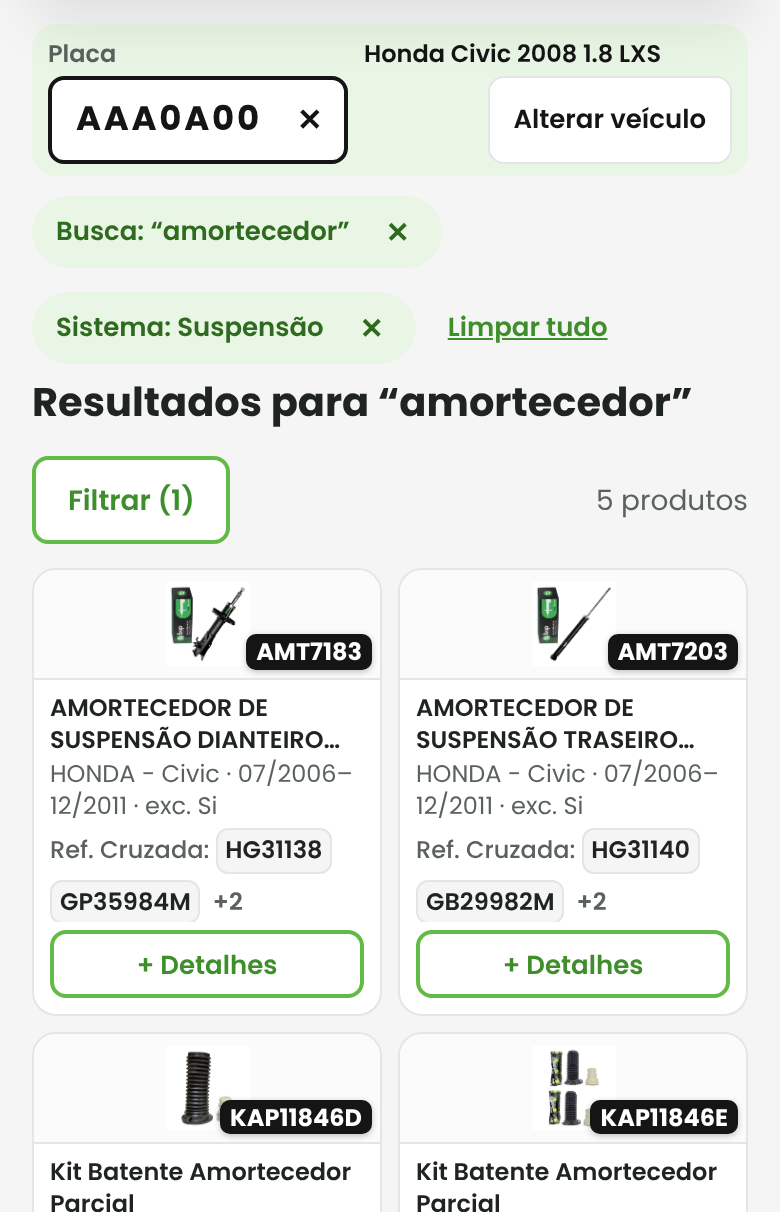 Placa
Honda Civic 2008 1.8 LXS
AAA0A00 ✕
Alterar veículo
Busca: “amortecedor” ✕
Sistema: Suspensão ✕
Limpar tudo
Resultados para “amortecedor”
Filtrar (1)
5 produtos
AMT7183
AMORTECEDOR DE
SUSPENSÃO DIANTEIRO...
HONDA - Civic · 07/2006–
12/2011 · exc. Si
Ref. Cruzada: HG31138
GP35984M +2
+ Detalhes
AMT7203
AMORTECEDOR DE
SUSPENSÃO TRASEIRO...
HONDA - Civic · 07/2006–
12/2011 · exc. Si
Ref. Cruzada: HG31140
GB29982M +2
+ Detalhes
KAP11846D
Kit Batente Amortecedor
Parcial
KAP11846E
Kit Batente Amortecedor
Parcial